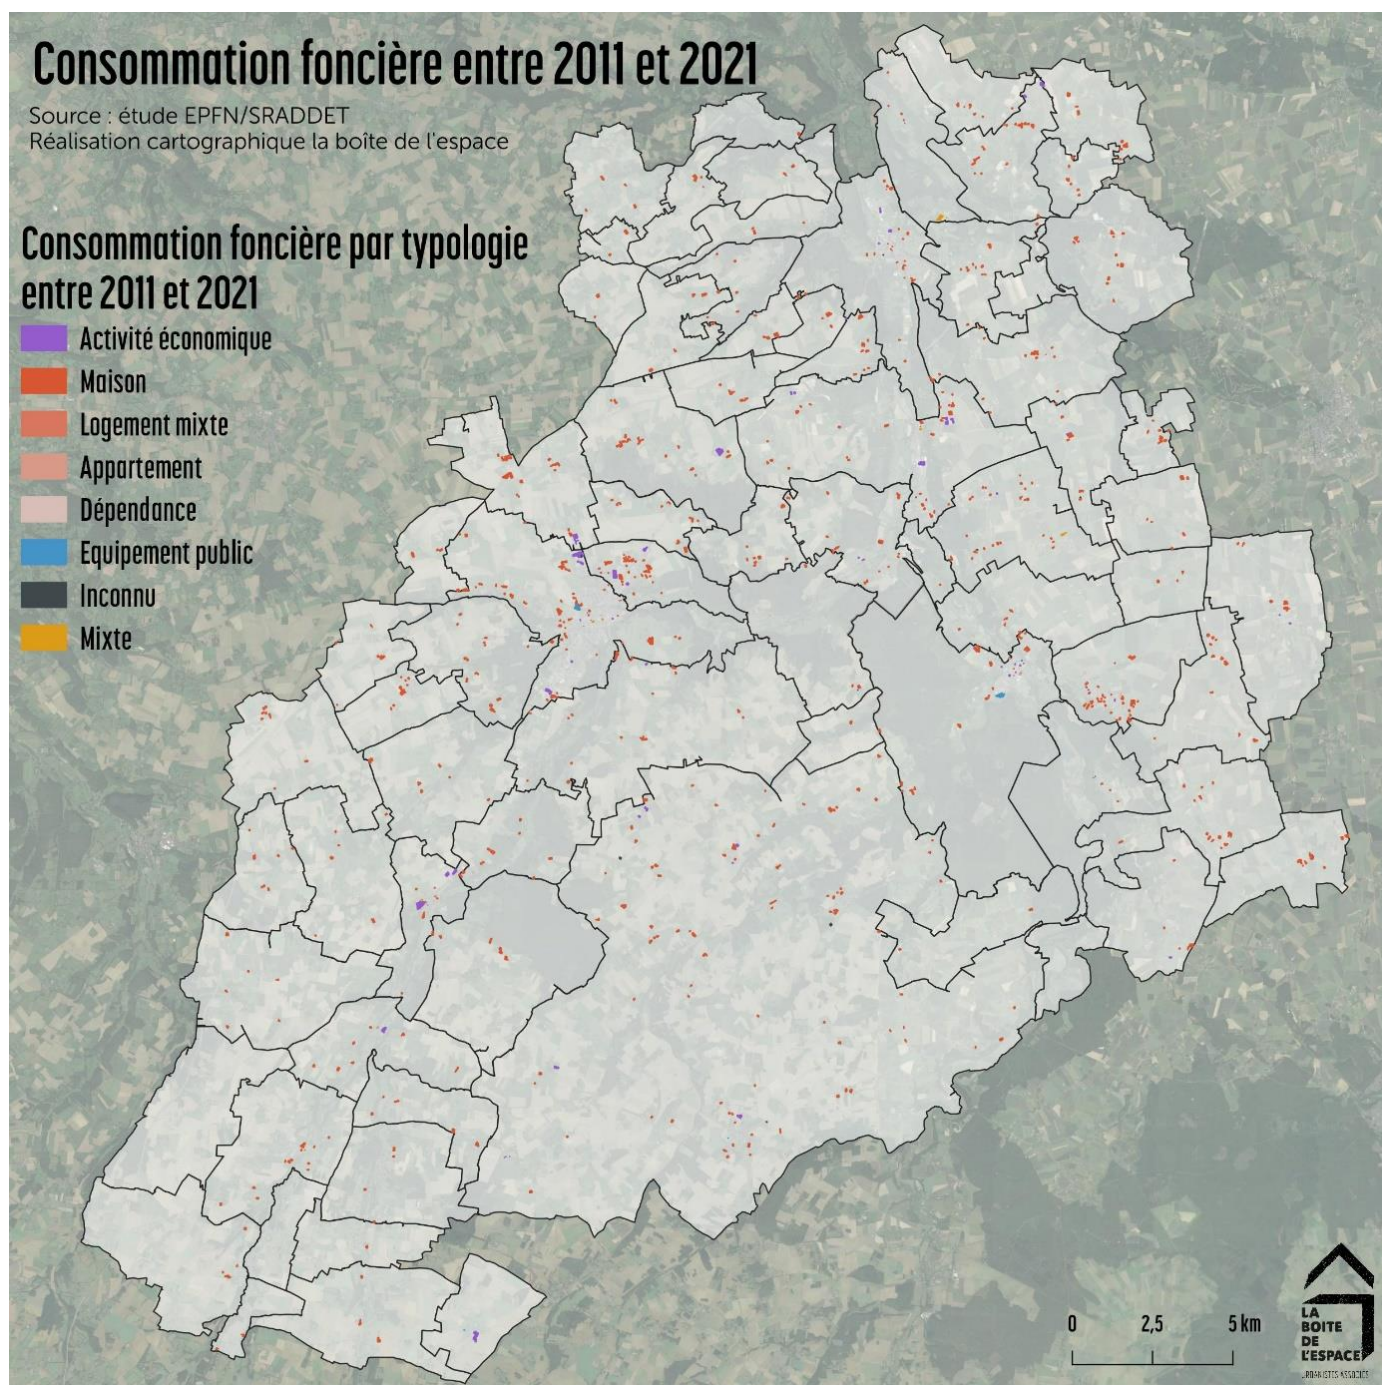 Consommation foncière entre 2011 et 2021
Source : étude EPFN/SRADDET
Réalisation cartographique la boîte de l'espace
Consommation foncière par typologie
entre 2011 et 2021
Activité économique
Maison
Logement mixte
Appartement
Dépendance
Equipement public
Inconnu
Mixte
0 2,5 5 km
LA
BOITE
DE
L'ESPACE
URBANISTES ASSOCIÉS